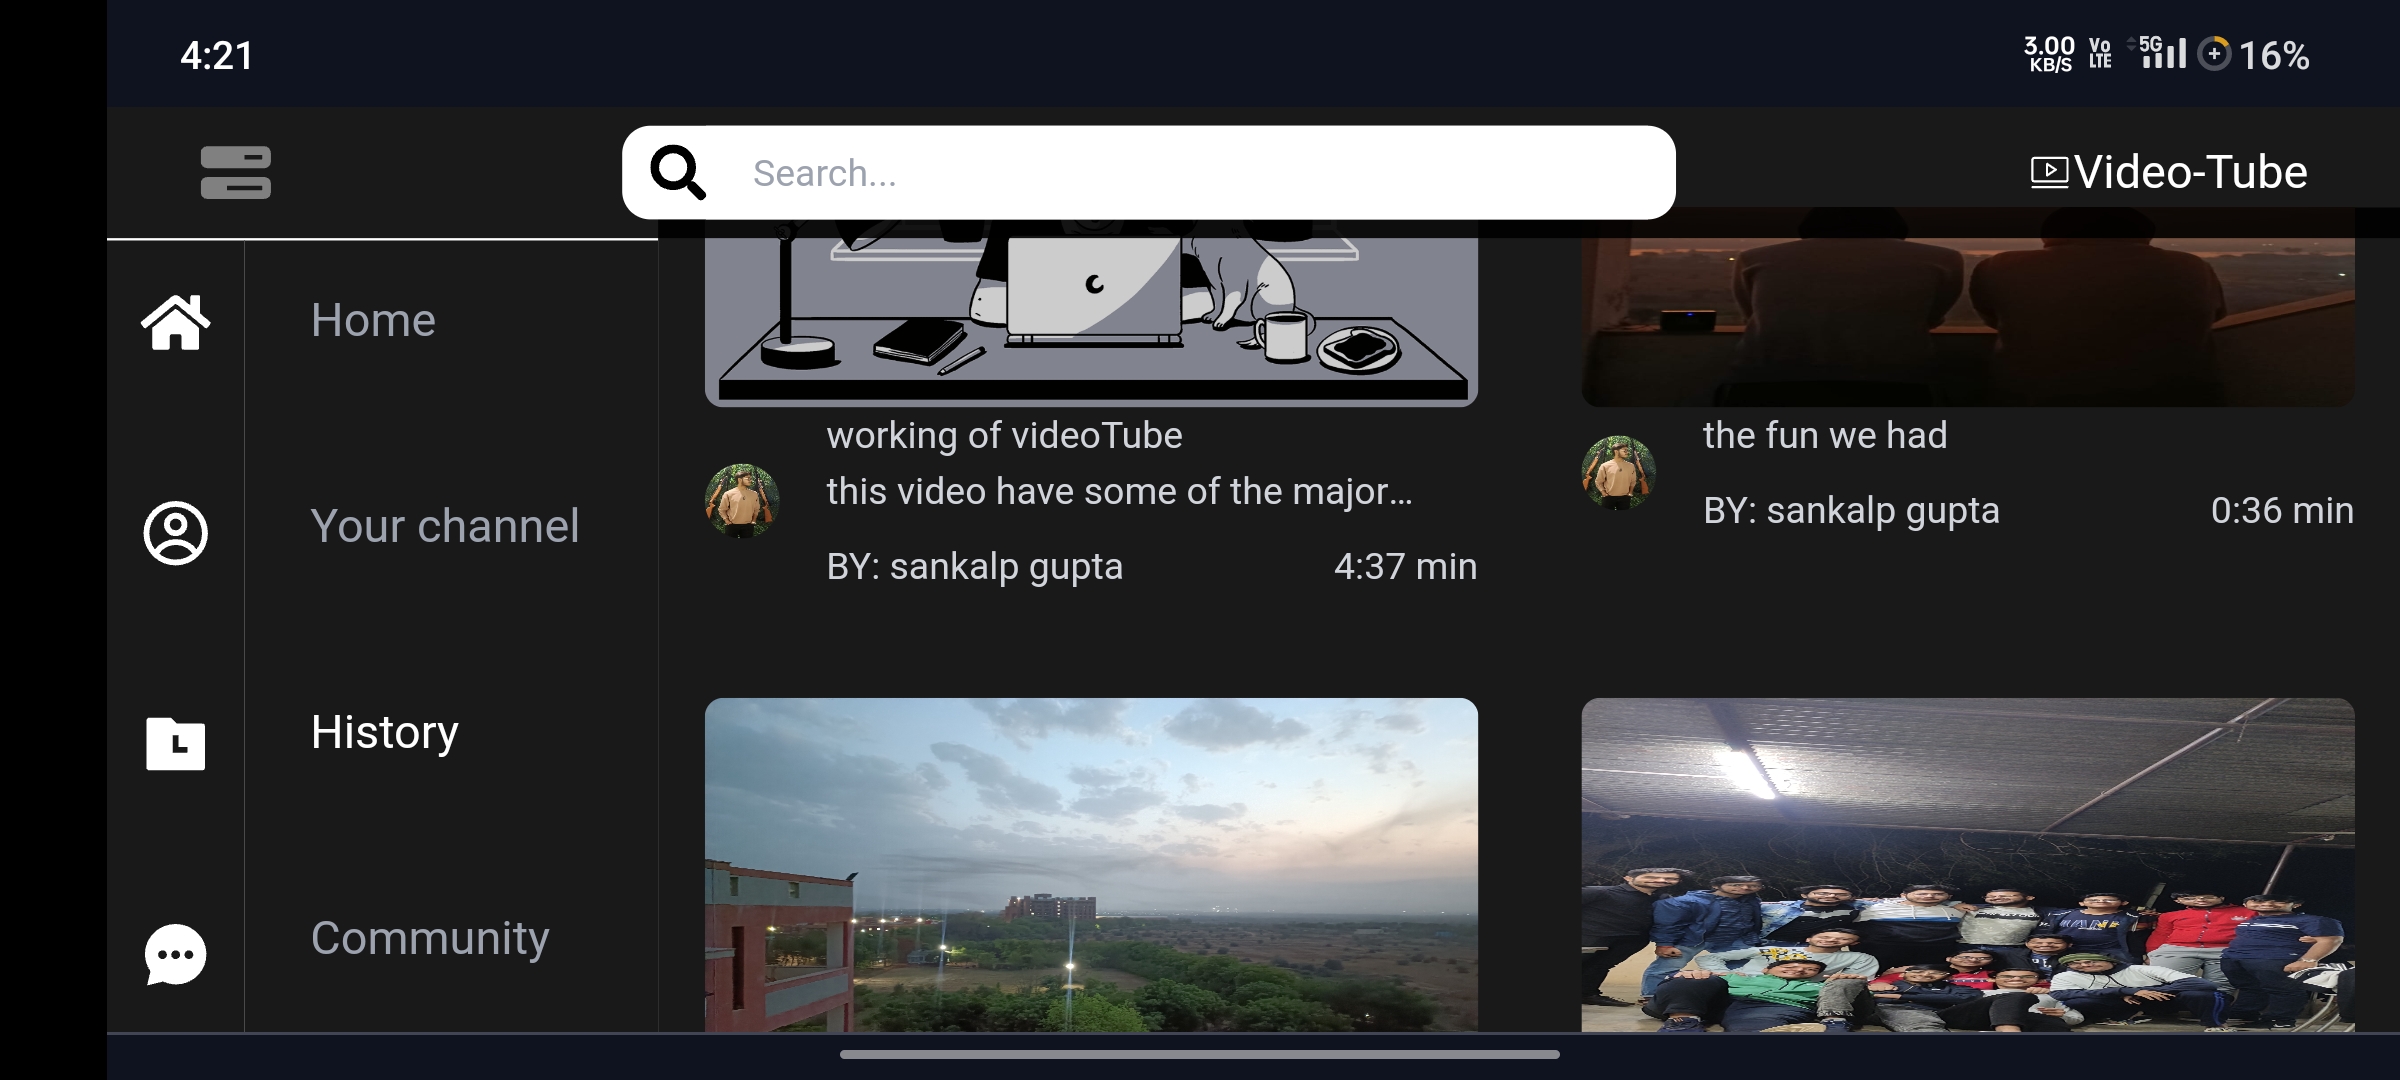 4:21
3.00 KB/S Vo LTE 5G 16%
Search...
Video-Tube
Home
Your channel
History
Community
working of videoTube
this video have some of the major...
BY: sankalp gupta 4:37 min
the fun we had
BY: sankalp gupta 0:36 min